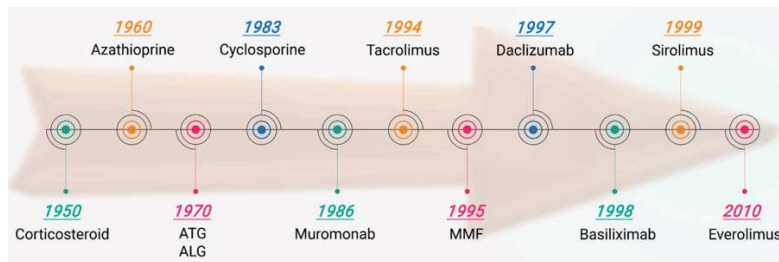 1960
Azathioprine
1983
Cyclosporine
1994
Tacrolimus
1997
Daclizumab
1999
Sirolimus
1950
Corticosteroid
1970
ATG
ALG
1986
Muromonab
1995
MMF
1998
Basiliximab
2010
Everolimus